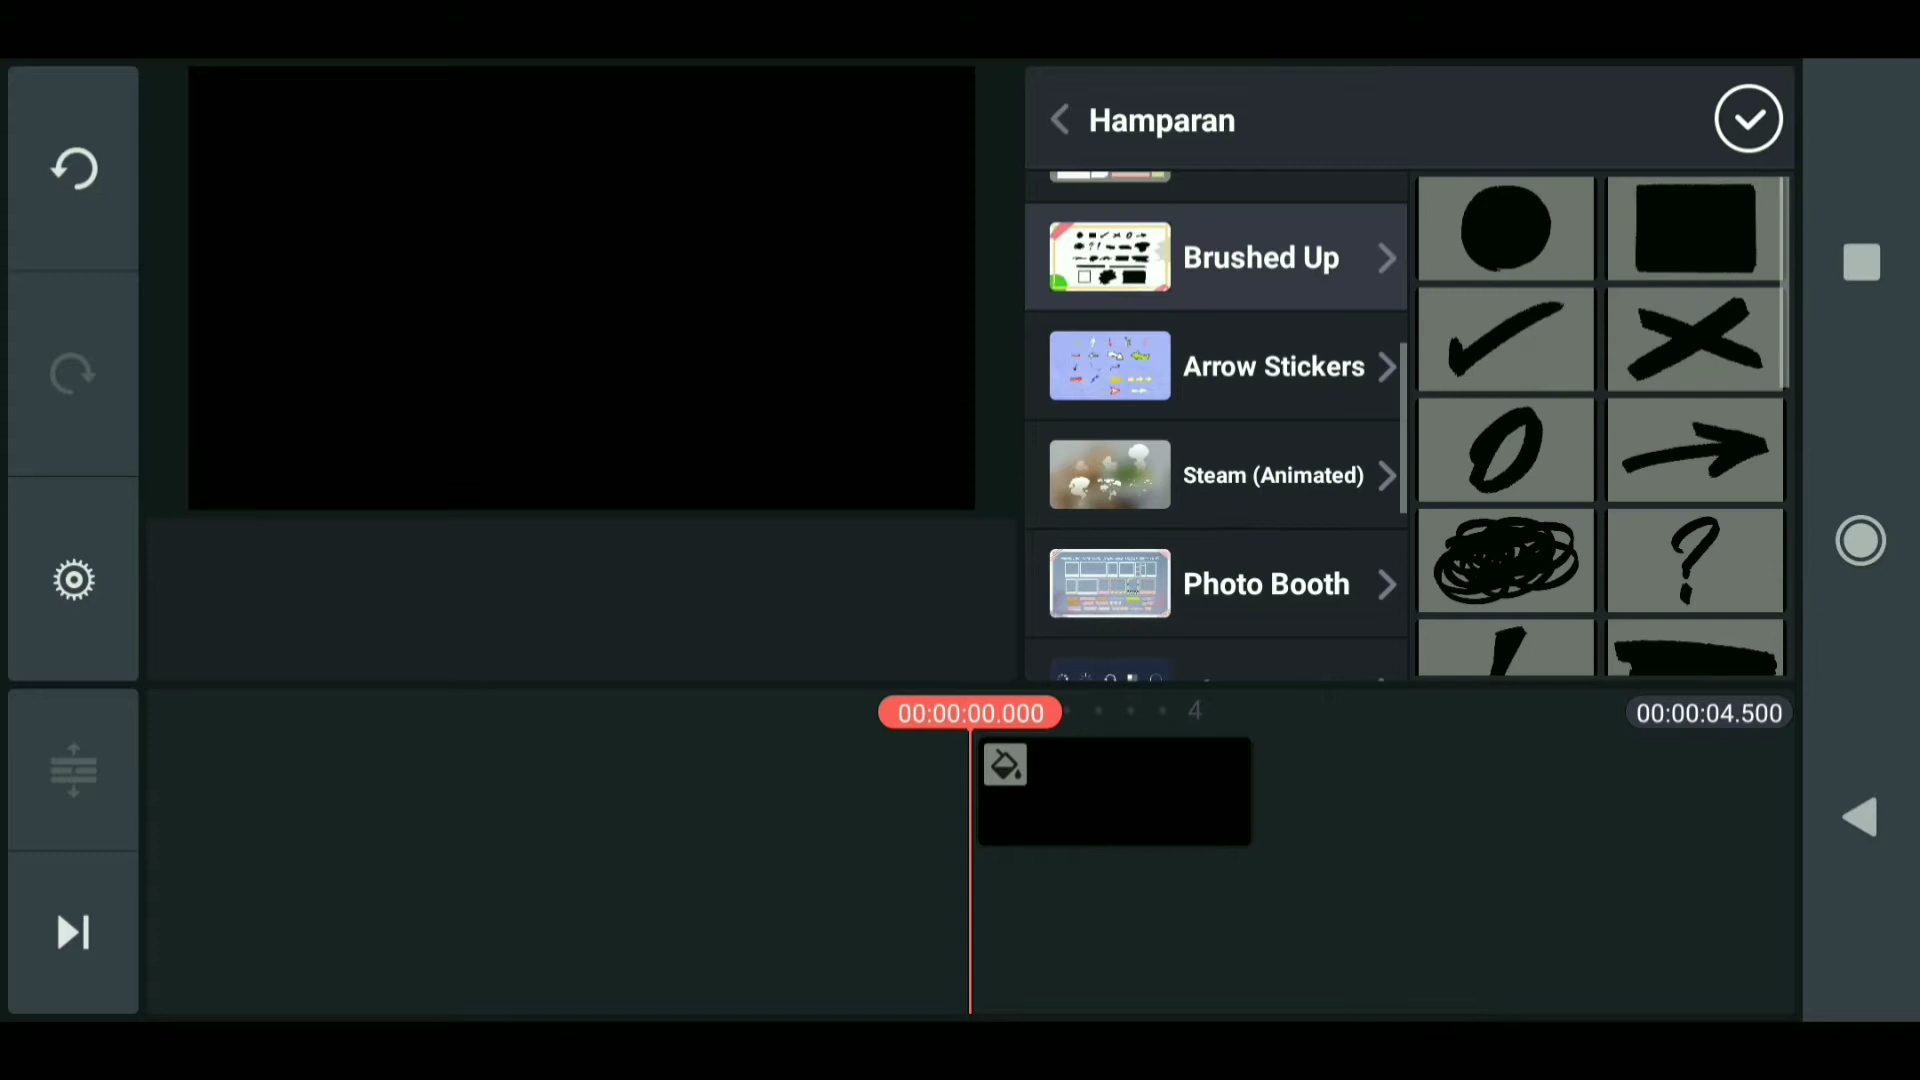 Hamparan
Brushed Up
Arrow Stickers
Steam (Animated)
Photo Booth
00:00:00.000
4
00:00:04.500